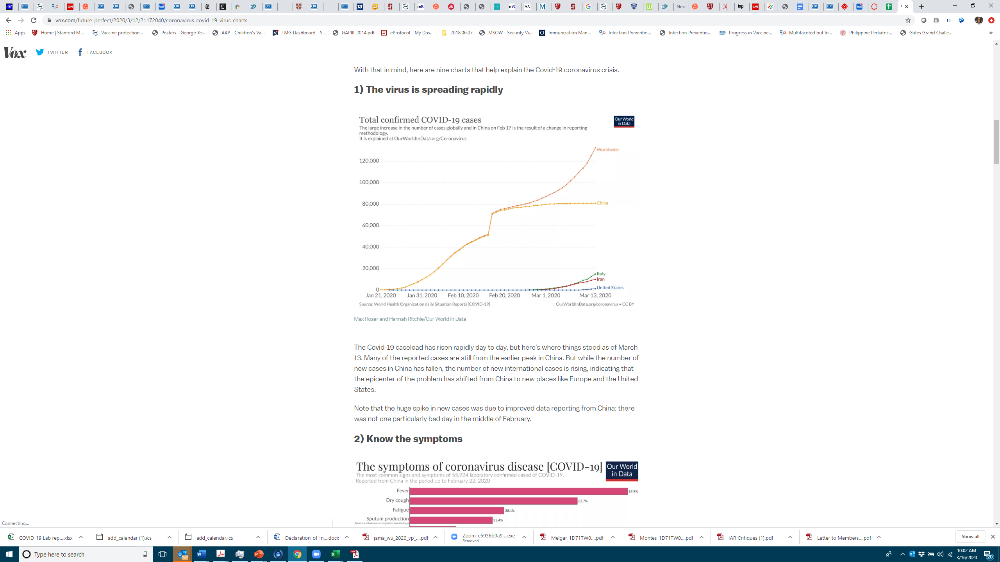 vox.com/future-perfect/2020/3/12/21172040/coronavirus-covid-19-virus-charts
Apps Home | Stanford M... Vaccine protection... Posters - George Ye... AAP - Children's Va... TMG Dashboard - S... GAPIII_2014.pdf eProtocol - My Das... 2018.06.07 MSOW - Security Vi... Immunization Man... Infection Preventio... Infection Preventio... Progress in Vaccine... Multifaceted but In... Philippine Pediatric... Gates Grand Challe... »
Vox TWITTER FACEBOOK
With that in mind, here are nine charts that help explain the Covid-19 coronavirus crisis.
1) The virus is spreading rapidly
Total confirmed COVID-19 cases
Our World
in Data
The large increase in the number of cases globally and in China on Feb 17 is the result of a change in reporting
methodology.
It is explained at OurWorldInData.org/Coronavirus
Worldwide
120,000
100,000
80,000
China
60,000
40,000
20,000
Italy
Iran
United States
0
Jan 21, 2020 Jan 31, 2020 Feb 10, 2020 Feb 20, 2020 Mar 1, 2020 Mar 13, 2020
Source: World Health Organization daily Situation Reports [COVID-19] OurWorldInData.org/coronavirus • CC BY
Max Roser and Hannah Ritchie/Our World in Data
The Covid-19 caseload has risen rapidly day to day, but here's where things stood as of March
13. Many of the reported cases are still from the earlier peak in China. But while the number of
new cases in China has fallen, the number of new international cases is rising, indicating that
the epicenter of the problem has shifted from China to new places like Europe and the United
States.
Note that the huge spike in new cases was due to improved data reporting from China; there
was not one particularly bad day in the middle of February.
2) Know the symptoms
The symptoms of coronavirus disease [COVID-19]
Our World
in Data
The most common signs and symptoms of 55,924 laboratory confirmed cased of COVID-19.
Reported from China in the period up to February 22, 2020
Fever 87.9%
Dry cough 67.7%
Fatigue 38.1%
Sputum production 33.4%
Sputum is a thick mucus coughed up from the lungs
Connecting...
COVID-19 Lab rep....xlsx add_calendar (1).ics add_calendar.ics Declaration-of-In....docx jama_wu_2020_vp_....pdf Zoom_e5936b9a9....exe Melgar-1D71TW0....pdf Montes-1D71TW0....pdf IAR Critiques (1).pdf Letter to Members....pdf Show all
Removed
Type here to search
10:02 AM
3/16/2020
20